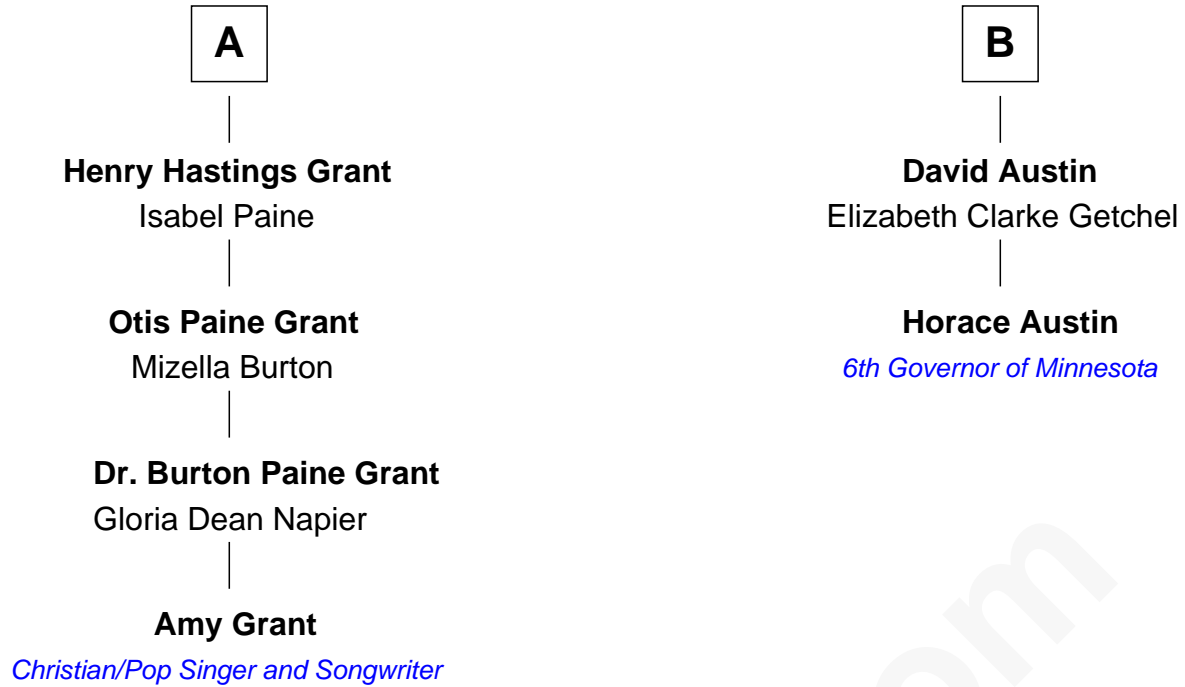 A
Henry Hastings Grant
Isabel Paine
Otis Paine Grant
Mizella Burton
Dr. Burton Paine Grant
Gloria Dean Napier
Amy Grant
Christian/Pop Singer and Songwriter
B
David Austin
Elizabeth Clarke Getchel
Horace Austin
6th Governor of Minnesota
om